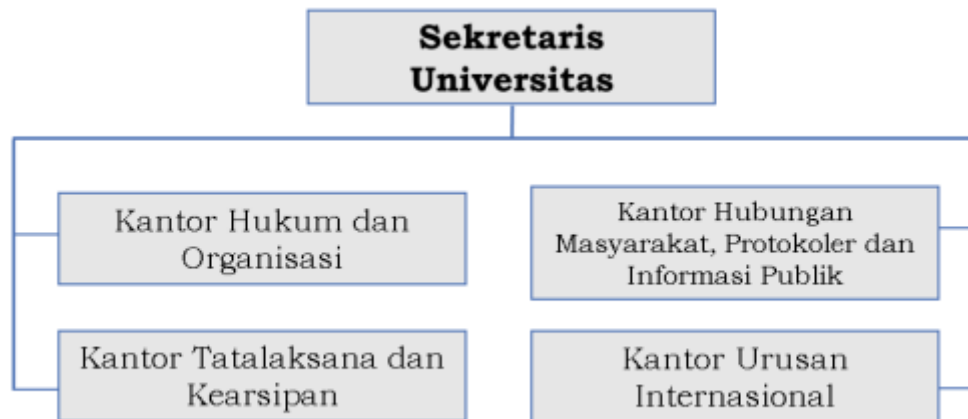 Sekretaris
Universitas
Kantor Hukum dan
Organisasi
Kantor Hubungan
Masyarakat, Protokoler dan
Informasi Publik
Kantor Tatalaksana dan
Kearsipan
Kantor Urusan
Internasional